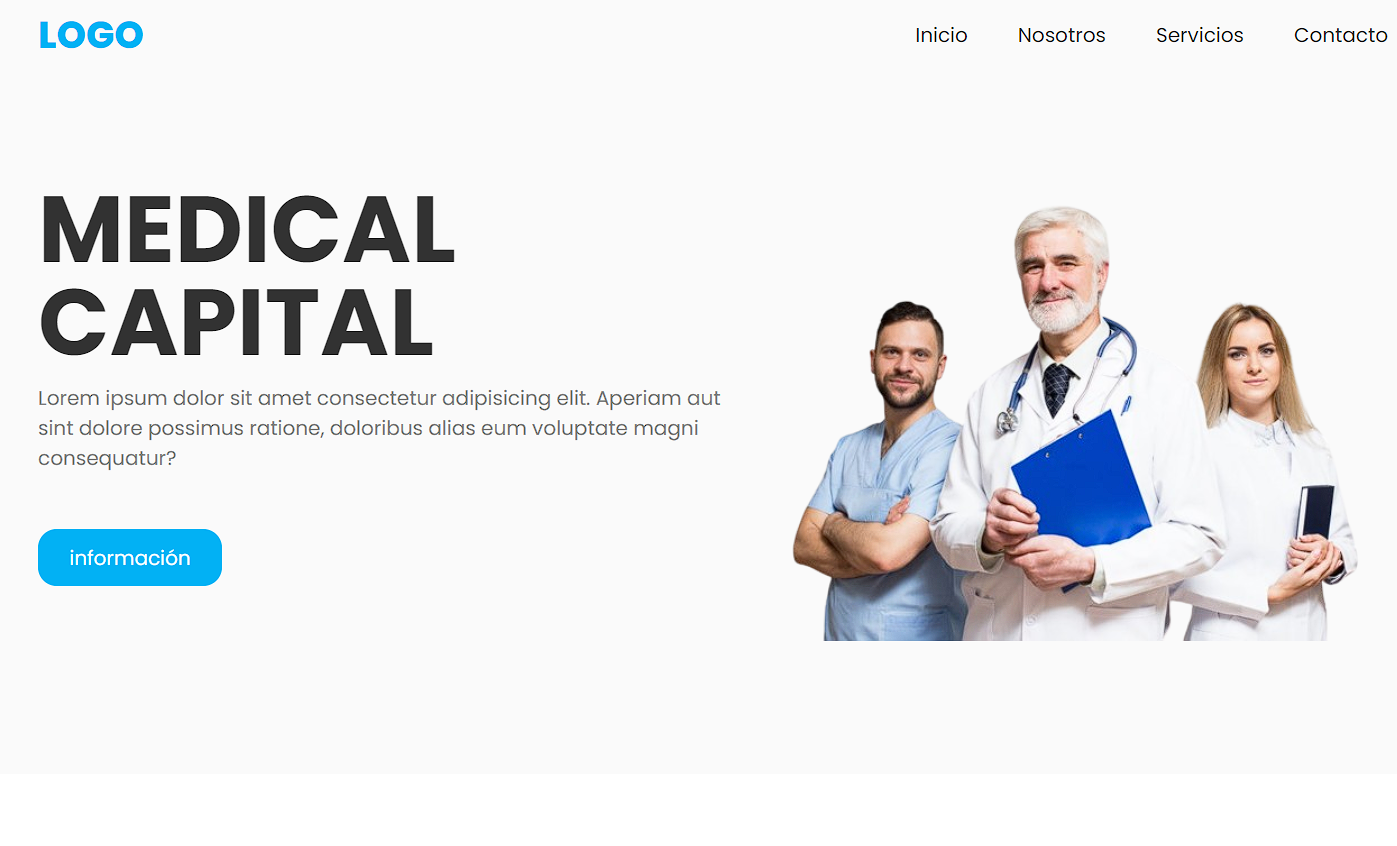 LOGO
Inicio Nosotros Servicios Contacto
MEDICAL
CAPITAL
Lorem ipsum dolor sit amet consectetur adipisicing elit. Aperiam aut
sint dolore possimus ratione, doloribus alias eum voluptate magni
consequatur?
información